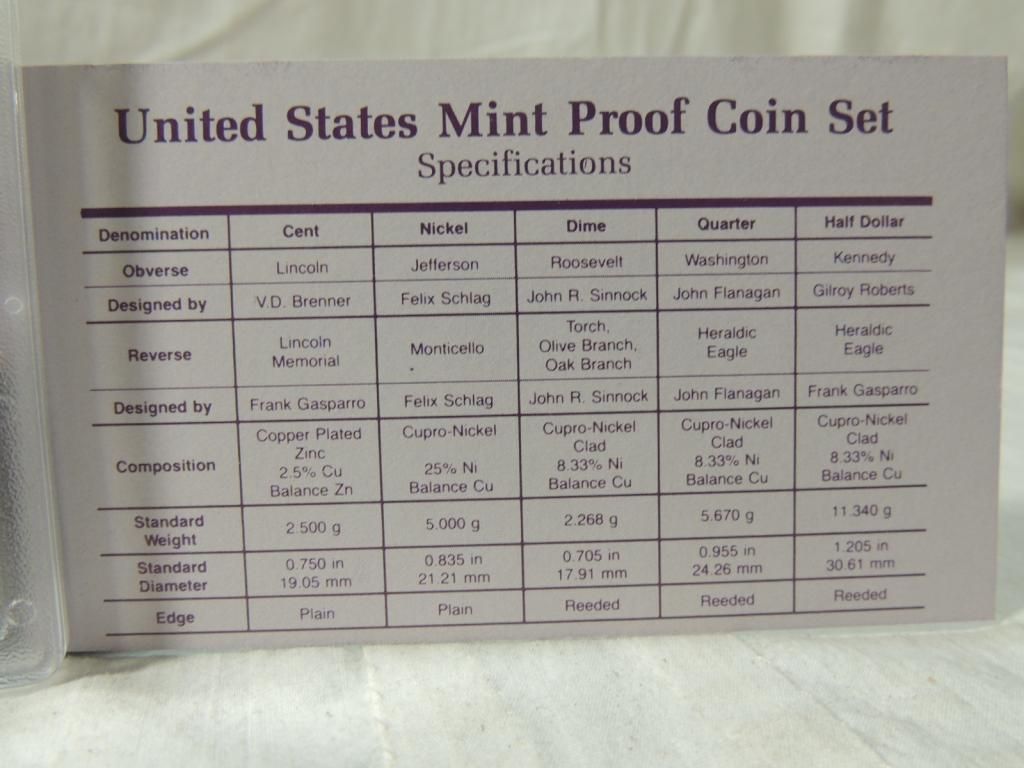 United States Mint Proof Coin Set
Specifications
Denomination Cent Nickel Dime Quarter Half Dollar
Obverse Lincoln Jefferson Roosevelt Washington Kennedy
Designed by V.D. Brenner Felix Schlag John R. Sinnock John Flanagan Gilroy Roberts
Reverse
Lincoln
Memorial
Monticello
Torch,
Olive Branch,
Oak Branch
Heraldic
Eagle
Heraldic
Eagle
Designed by Frank Gasparro Felix Schlag John R. Sinnock John Flanagan Frank Gasparro
Composition
Copper Plated
Zinc
2.5% Cu
Balance Zn
Cupro-Nickel
25% Ni
Balance Cu
Cupro-Nickel
Clad
8.33% Ni
Balance Cu
Cupro-Nickel
Clad
8.33% Ni
Balance Cu
Cupro-Nickel
Clad
8.33% Ni
Balance Cu
Standard
Weight
2.500 g 5.000 g 2.268 g 5.670 g 11.340 g
Standard
Diameter
0.750 in
19.05 mm
0.835 in
21.21 mm
0.705 in
17.91 mm
0.955 in
24.26 mm
1.205 in
30.61 mm
Edge Plain Plain Reeded Reeded Reeded